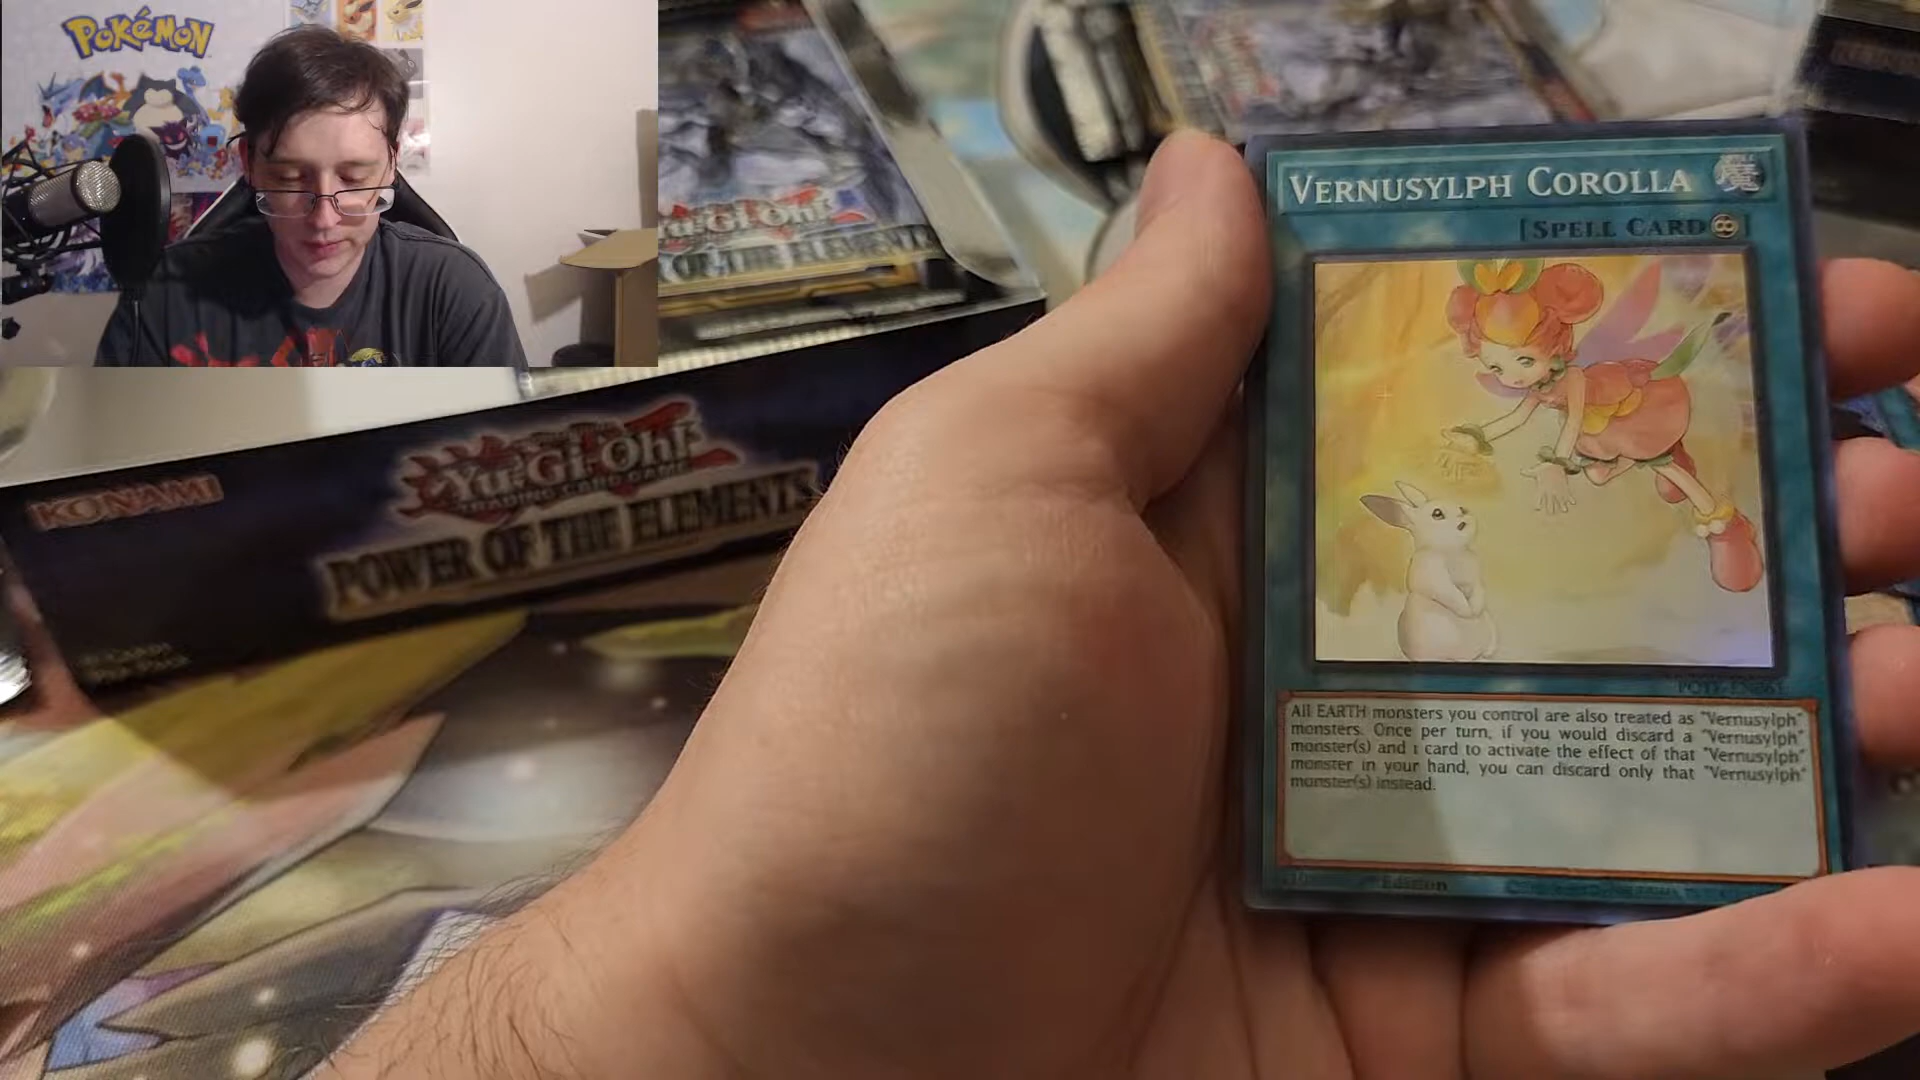 POKéMON
Yu-Gi-Oh!
OF THE ELEMENTS
KONAMI
Yu-Gi-Oh!
TRADING CARD GAME
POWER OF THE ELEMENTS
VERNUSYLPH COROLLA
[SPELL CARD ]
All EARTH monsters you control are also treated as "Vernusylph"
monsters. Once per turn, if you would discard a "Vernusylph"
monster(s) and 1 card to activate the effect of that "Vernusylph"
monster in your hand, you can discard only that "Vernusylph"
monster(s) instead.
Edition